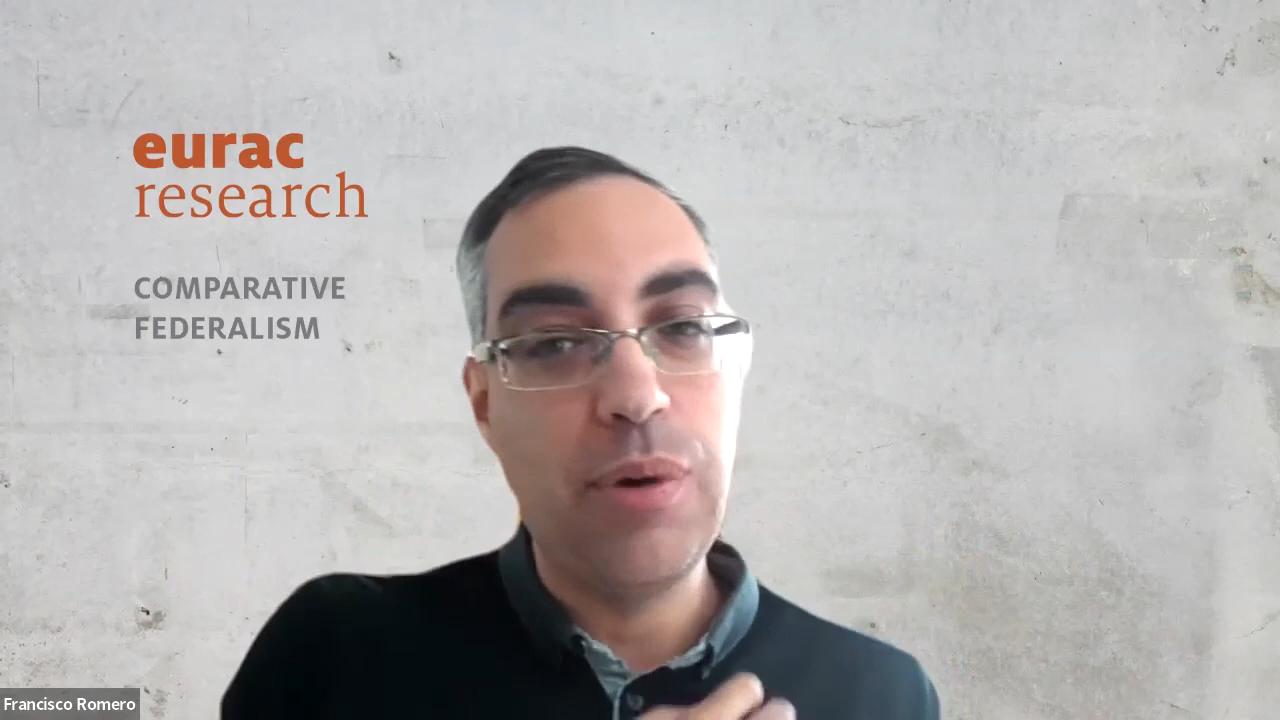 eurac
research
COMPARATIVE
FEDERALISM
Francisco Romero